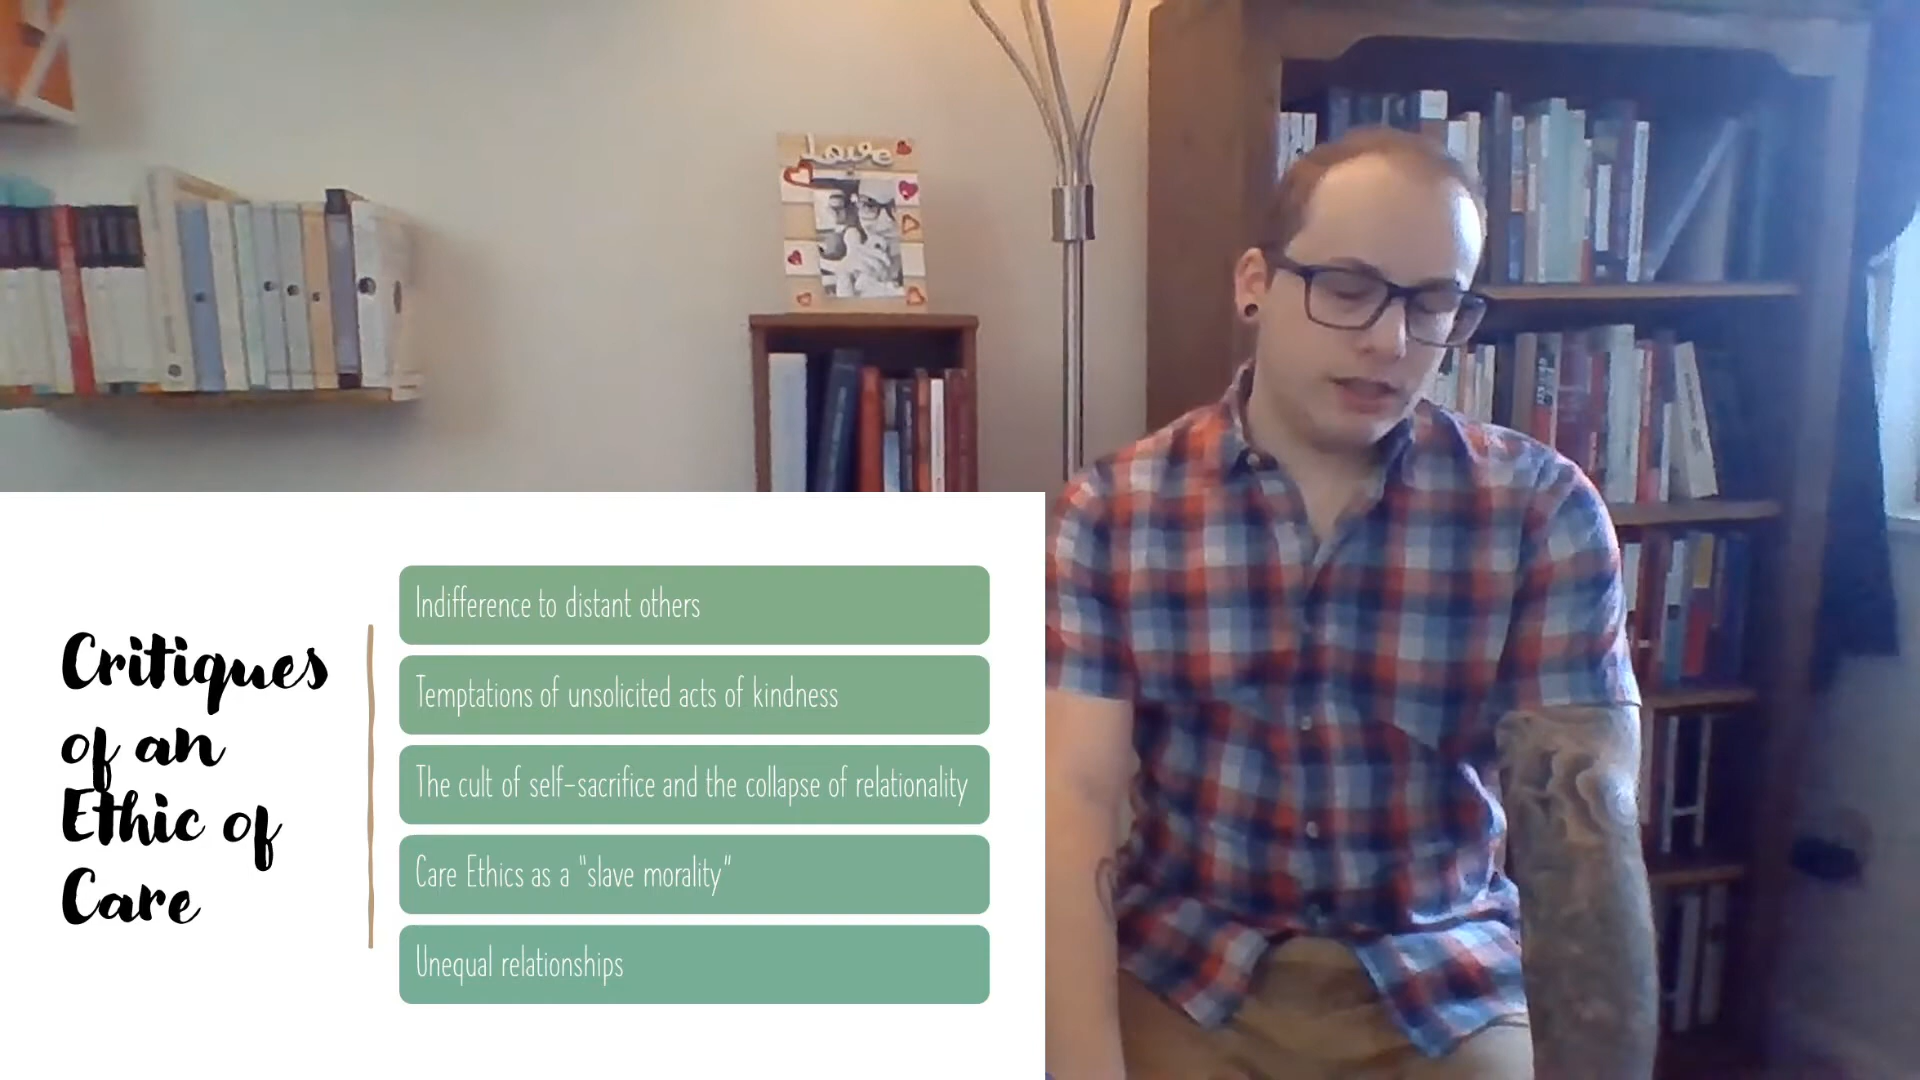 Love
Critiques
of an
Ethic of
Care
Indifference to distant others
Temptations of unsolicited acts of kindness
The cult of self-sacrifice and the collapse of relationality
Care Ethics as a "slave morality"
Unequal relationships